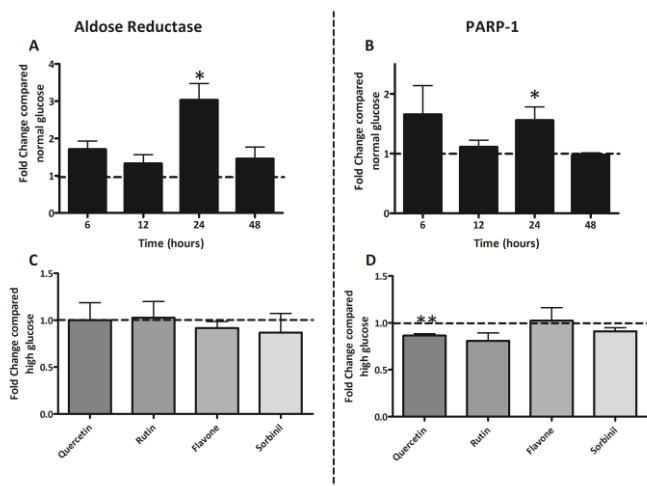 Aldose Reductase
PARP-1
A
Fold Change compared
normal glucose
4
3
2
1
0
*
6 12 24 48
Time (hours)
B
Fold Change compared
normal glucose
2
1
0
*
6 12 24 48
Time (hours)
C
Fold Change compared
high glucose
1.5
1.0
0.5
0.0
Quercetin
Rutin
Flavone
Sorbinil
D
Fold Change compared
high glucose
1.5
1.0
0.5
0.0
**
Quercetin
Rutin
Flavone
Sorbinil